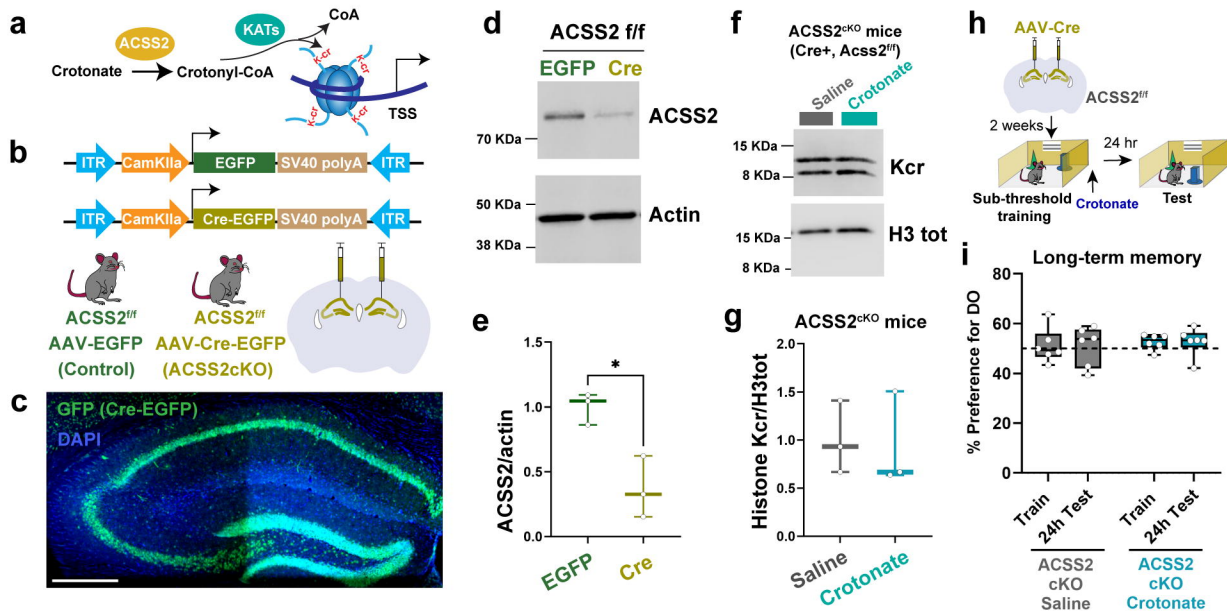 a
ACSS2
KATs
CoA
Crotonate
Crotonyl-CoA
K-cr
K-cr
K-cr
K-cr
TSS
b
ITR
CamKIIa
EGFP
SV40 polyA
ITR
ITR
CamKIIa
Cre-EGFP
SV40 polyA
ITR
ACSS2f/f
AAV-EGFP
(Control)
ACSS2f/f
AAV-Cre-EGFP
(ACSS2cKO)
c
GFP (Cre-EGFP)
DAPI
d
ACSS2 f/f
EGFP Cre
ACSS2
70 KDa
50 KDa
Actin
38 KDa
e
ACSS2/actin
1.5
1.0
0.5
0.0
*
EGFP
Cre
f
ACSS2cKO mice
(Cre+, Acss2f/f)
Saline
Crotonate
15 KDa
Kcr
8 KDa
H3 tot
15 KDa
8 KDa
g
ACSS2cKO mice
Histone Kcr/H3tot
2.0
1.5
1.0
0.5
0.0
Saline
Crotonate
h
AAV-Cre
ACSS2f/f
2 weeks
24 hr
Sub-threshold
training
Crotonate
Test
i
Long-term memory
% Preference for DO
80
60
40
20
0
Train
24h Test
Train
24h Test
ACSS2
cKO
Saline
ACSS2
cKO
Crotonate